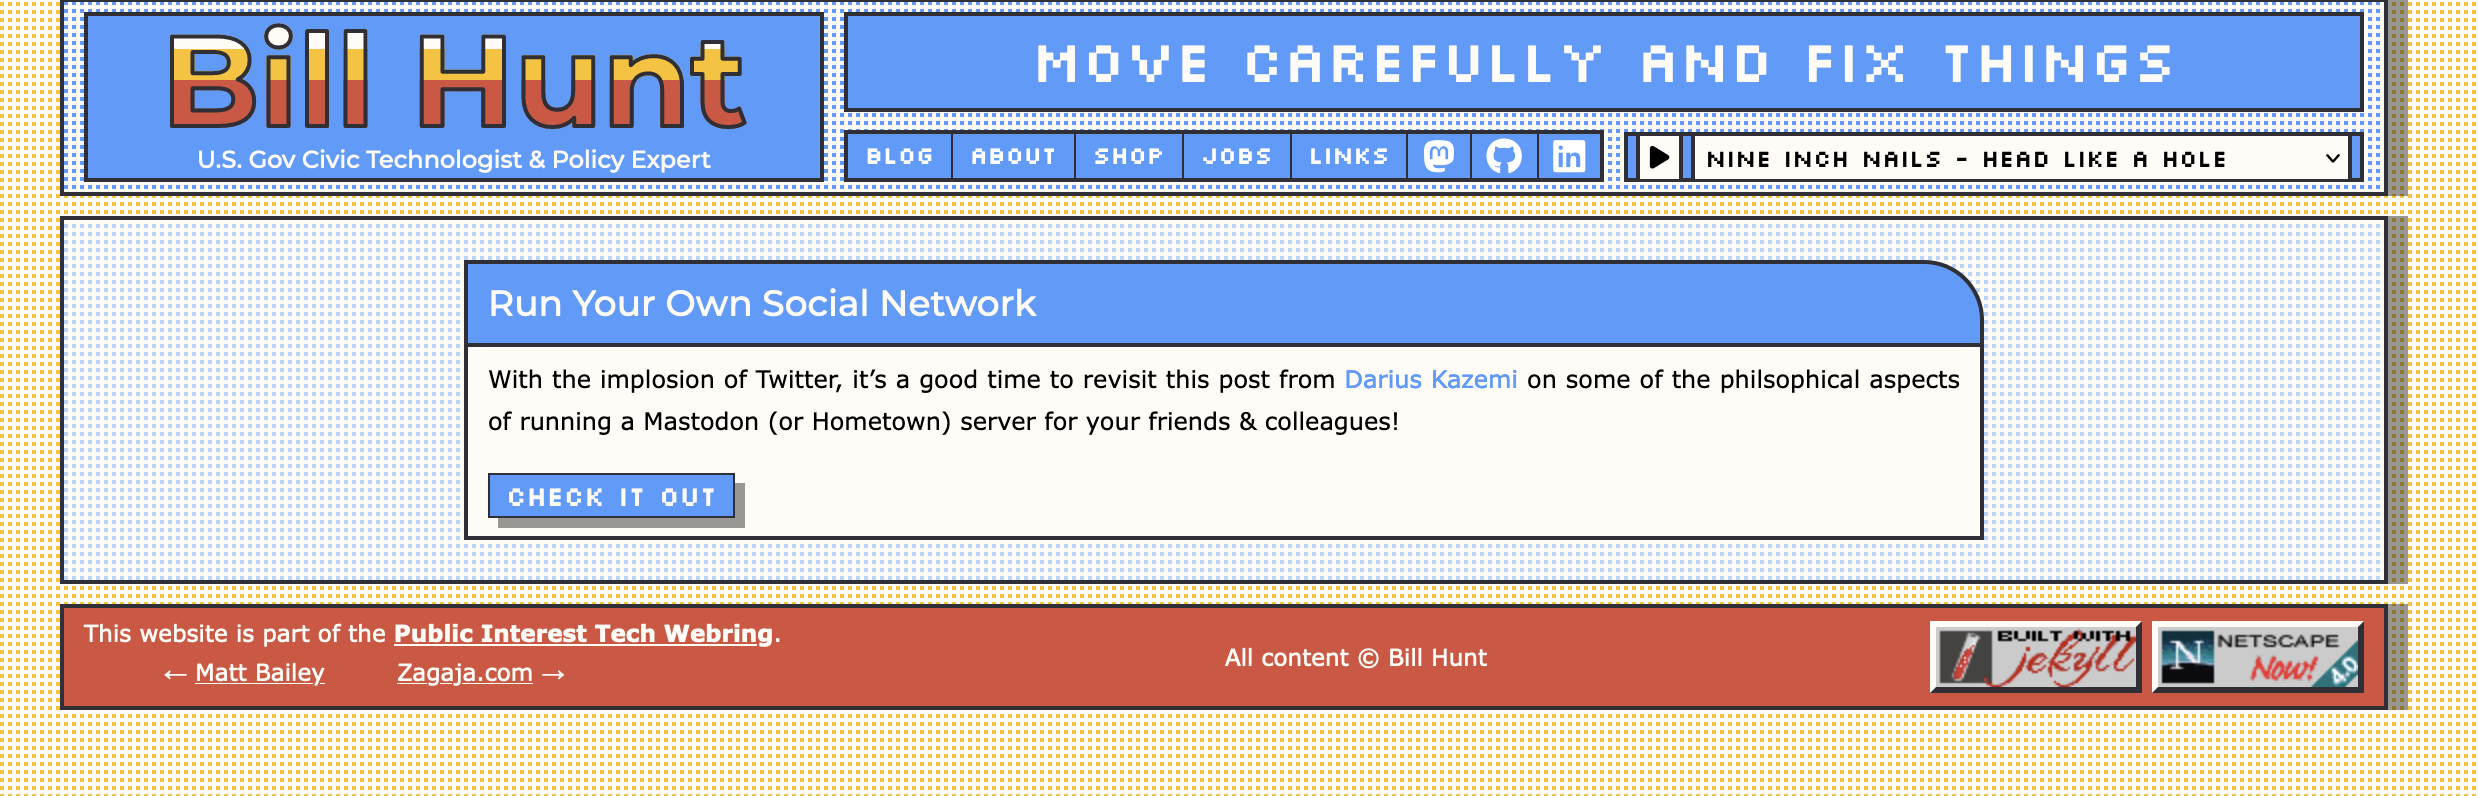 Bill Hunt
U.S. Gov Civic Technologist & Policy Expert
MOVE CAREFULLY AND FIX THINGS
BLOG ABOUT SHOP JOBS LINKS
NINE INCH NAILS - HEAD LIKE A HOLE
Run Your Own Social Network
With the implosion of Twitter, it’s a good time to revisit this post from Darius Kazemi on some of the philsophical aspects
of running a Mastodon (or Hometown) server for your friends & colleagues!
CHECK IT OUT
This website is part of the Public Interest Tech Webring.
← Matt Bailey Zagaja.com →
All content © Bill Hunt
BUILT WITH
jekyll
N NETSCAPE
Now! 4.0